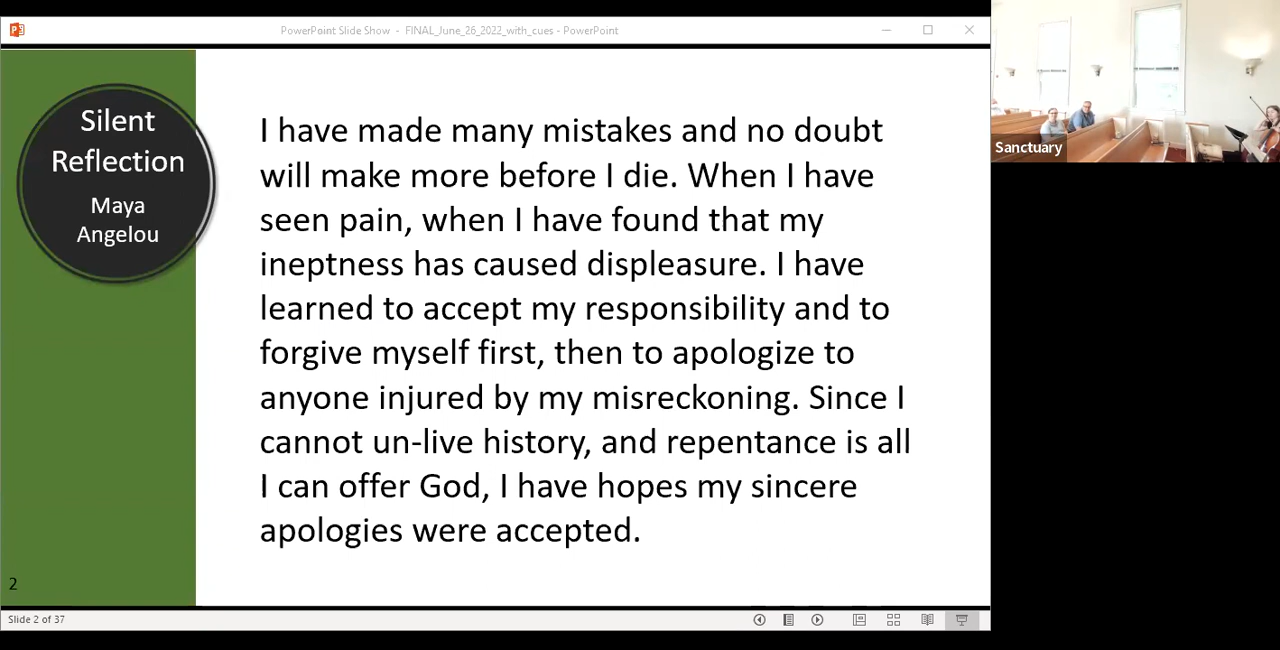 PowerPoint Slide Show - FINAL_June_26_2022_with_cues - PowerPoint
Silent
Reflection
Maya
Angelou
I have made many mistakes and no doubt
will make more before I die. When I have
seen pain, when I have found that my
ineptness has caused displeasure. I have
learned to accept my responsibility and to
forgive myself first, then to apologize to
anyone injured by my misreckoning. Since I
cannot un-live history, and repentance is all
I can offer God, I have hopes my sincere
apologies were accepted.
2
Slide 2 of 37
Sanctuary